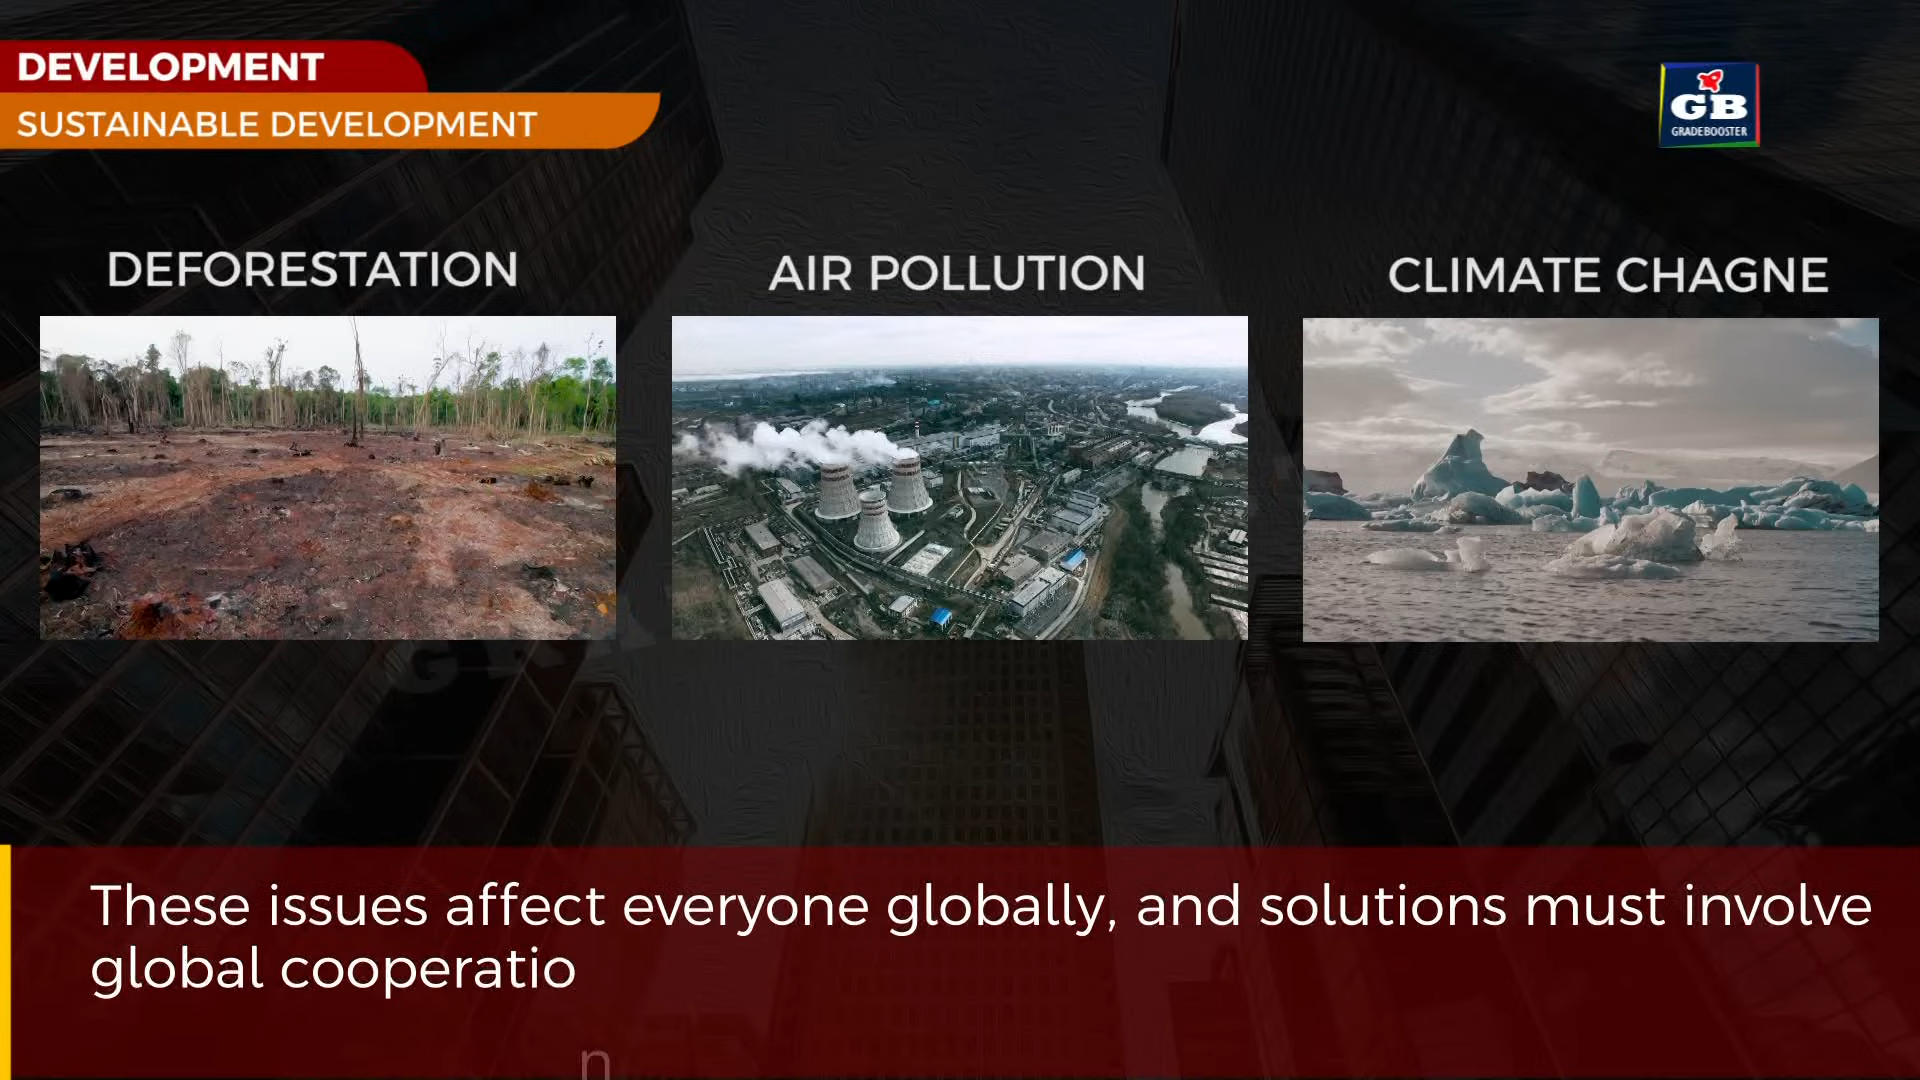 DEVELOPMENT
SUSTAINABLE DEVELOPMENT
GB
GRADEBOOSTER
DEFORESTATION
AIR POLLUTION
CLIMATE CHAGNE
These issues affect everyone globally, and solutions must involve
global cooperatio
n